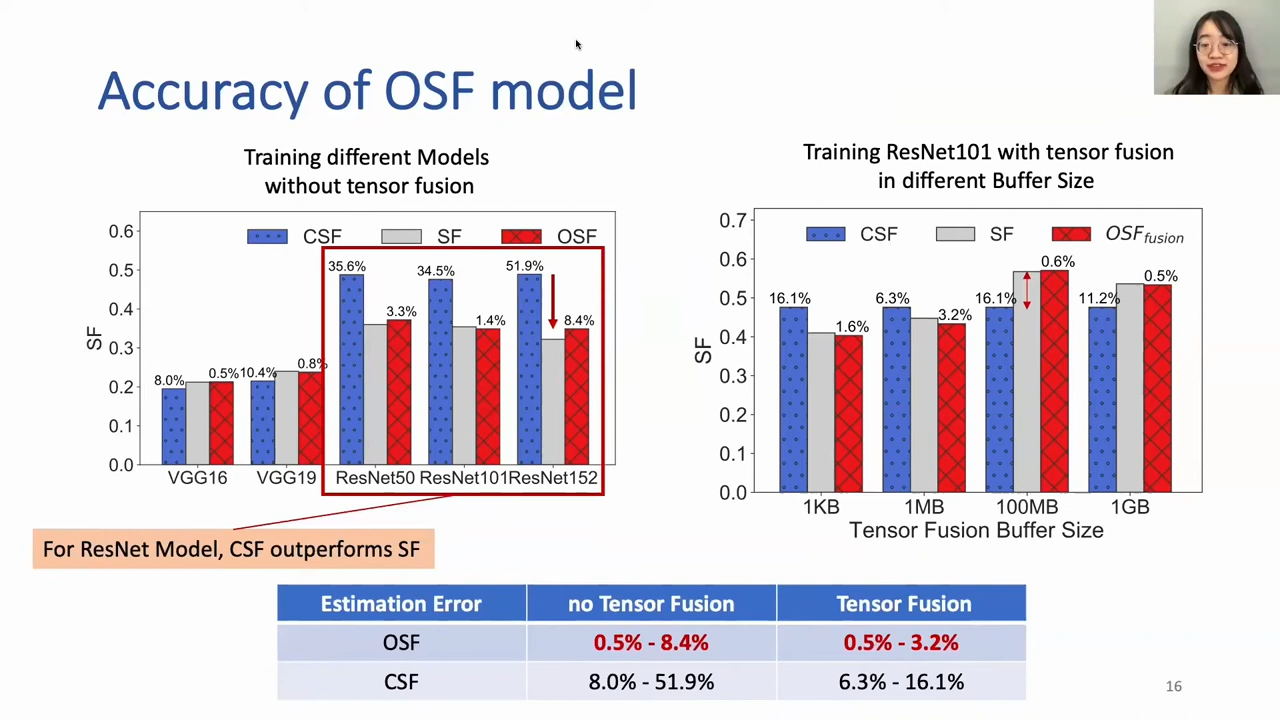 Accuracy of OSF model
Training different Models
without tensor fusion
0.6
0.5
0.4
0.3
0.2
0.1
0.0
SF
CSF
SF
OSF
8.0%
0.5%
10.4%
0.8%
35.6%
3.3%
34.5%
1.4%
51.9%
8.4%
VGG16
VGG19
ResNet50
ResNet101
ResNet152
For ResNet Model, CSF outperforms SF
Training ResNet101 with tensor fusion
in different Buffer Size
0.7
0.6
0.5
0.4
0.3
0.2
0.1
0.0
SF
CSF
SF
OSF fusion
16.1%
1.6%
6.3%
3.2%
16.1%
0.6%
11.2%
0.5%
1KB
1MB
100MB
1GB
Tensor Fusion Buffer Size
Estimation Error no Tensor Fusion Tensor Fusion
OSF 0.5% - 8.4% 0.5% - 3.2%
CSF 8.0% - 51.9% 6.3% - 16.1%
16